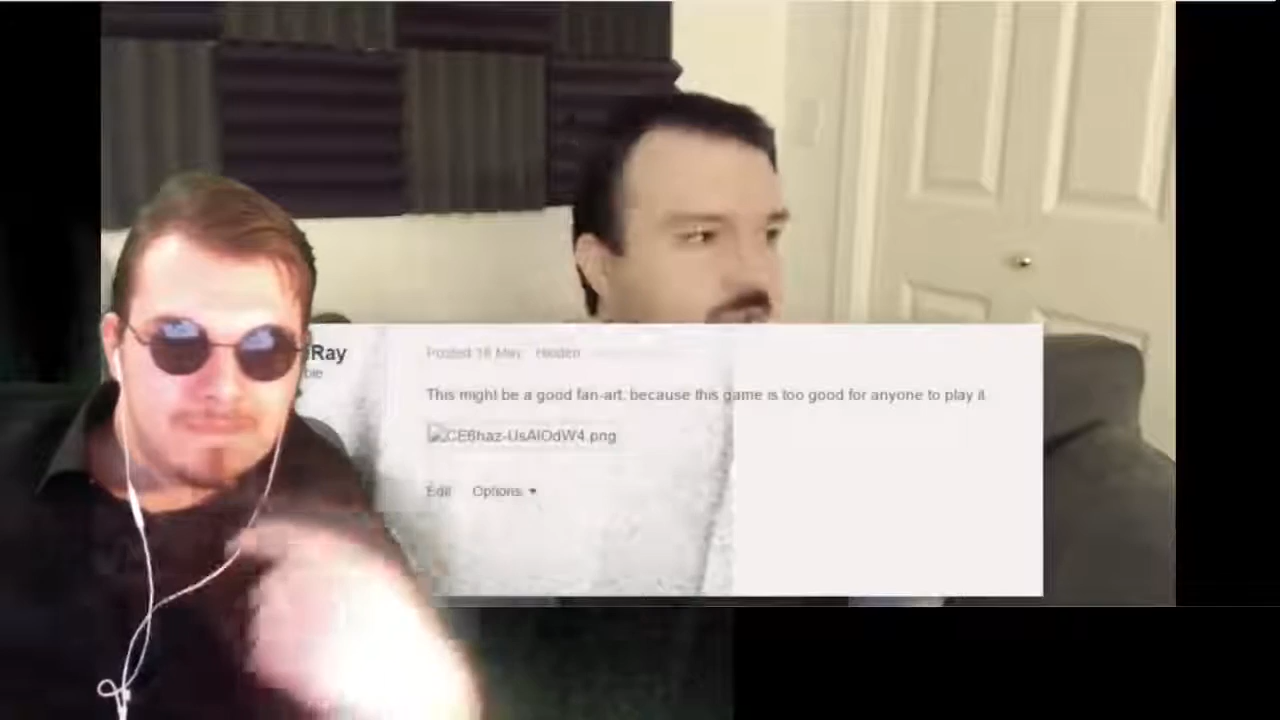 Ray
Posted 16 May Hidden
This might be a good fan-art, because this game is too good for anyone to play it
CE6haz-UsAIOdW4.png
Edit Options